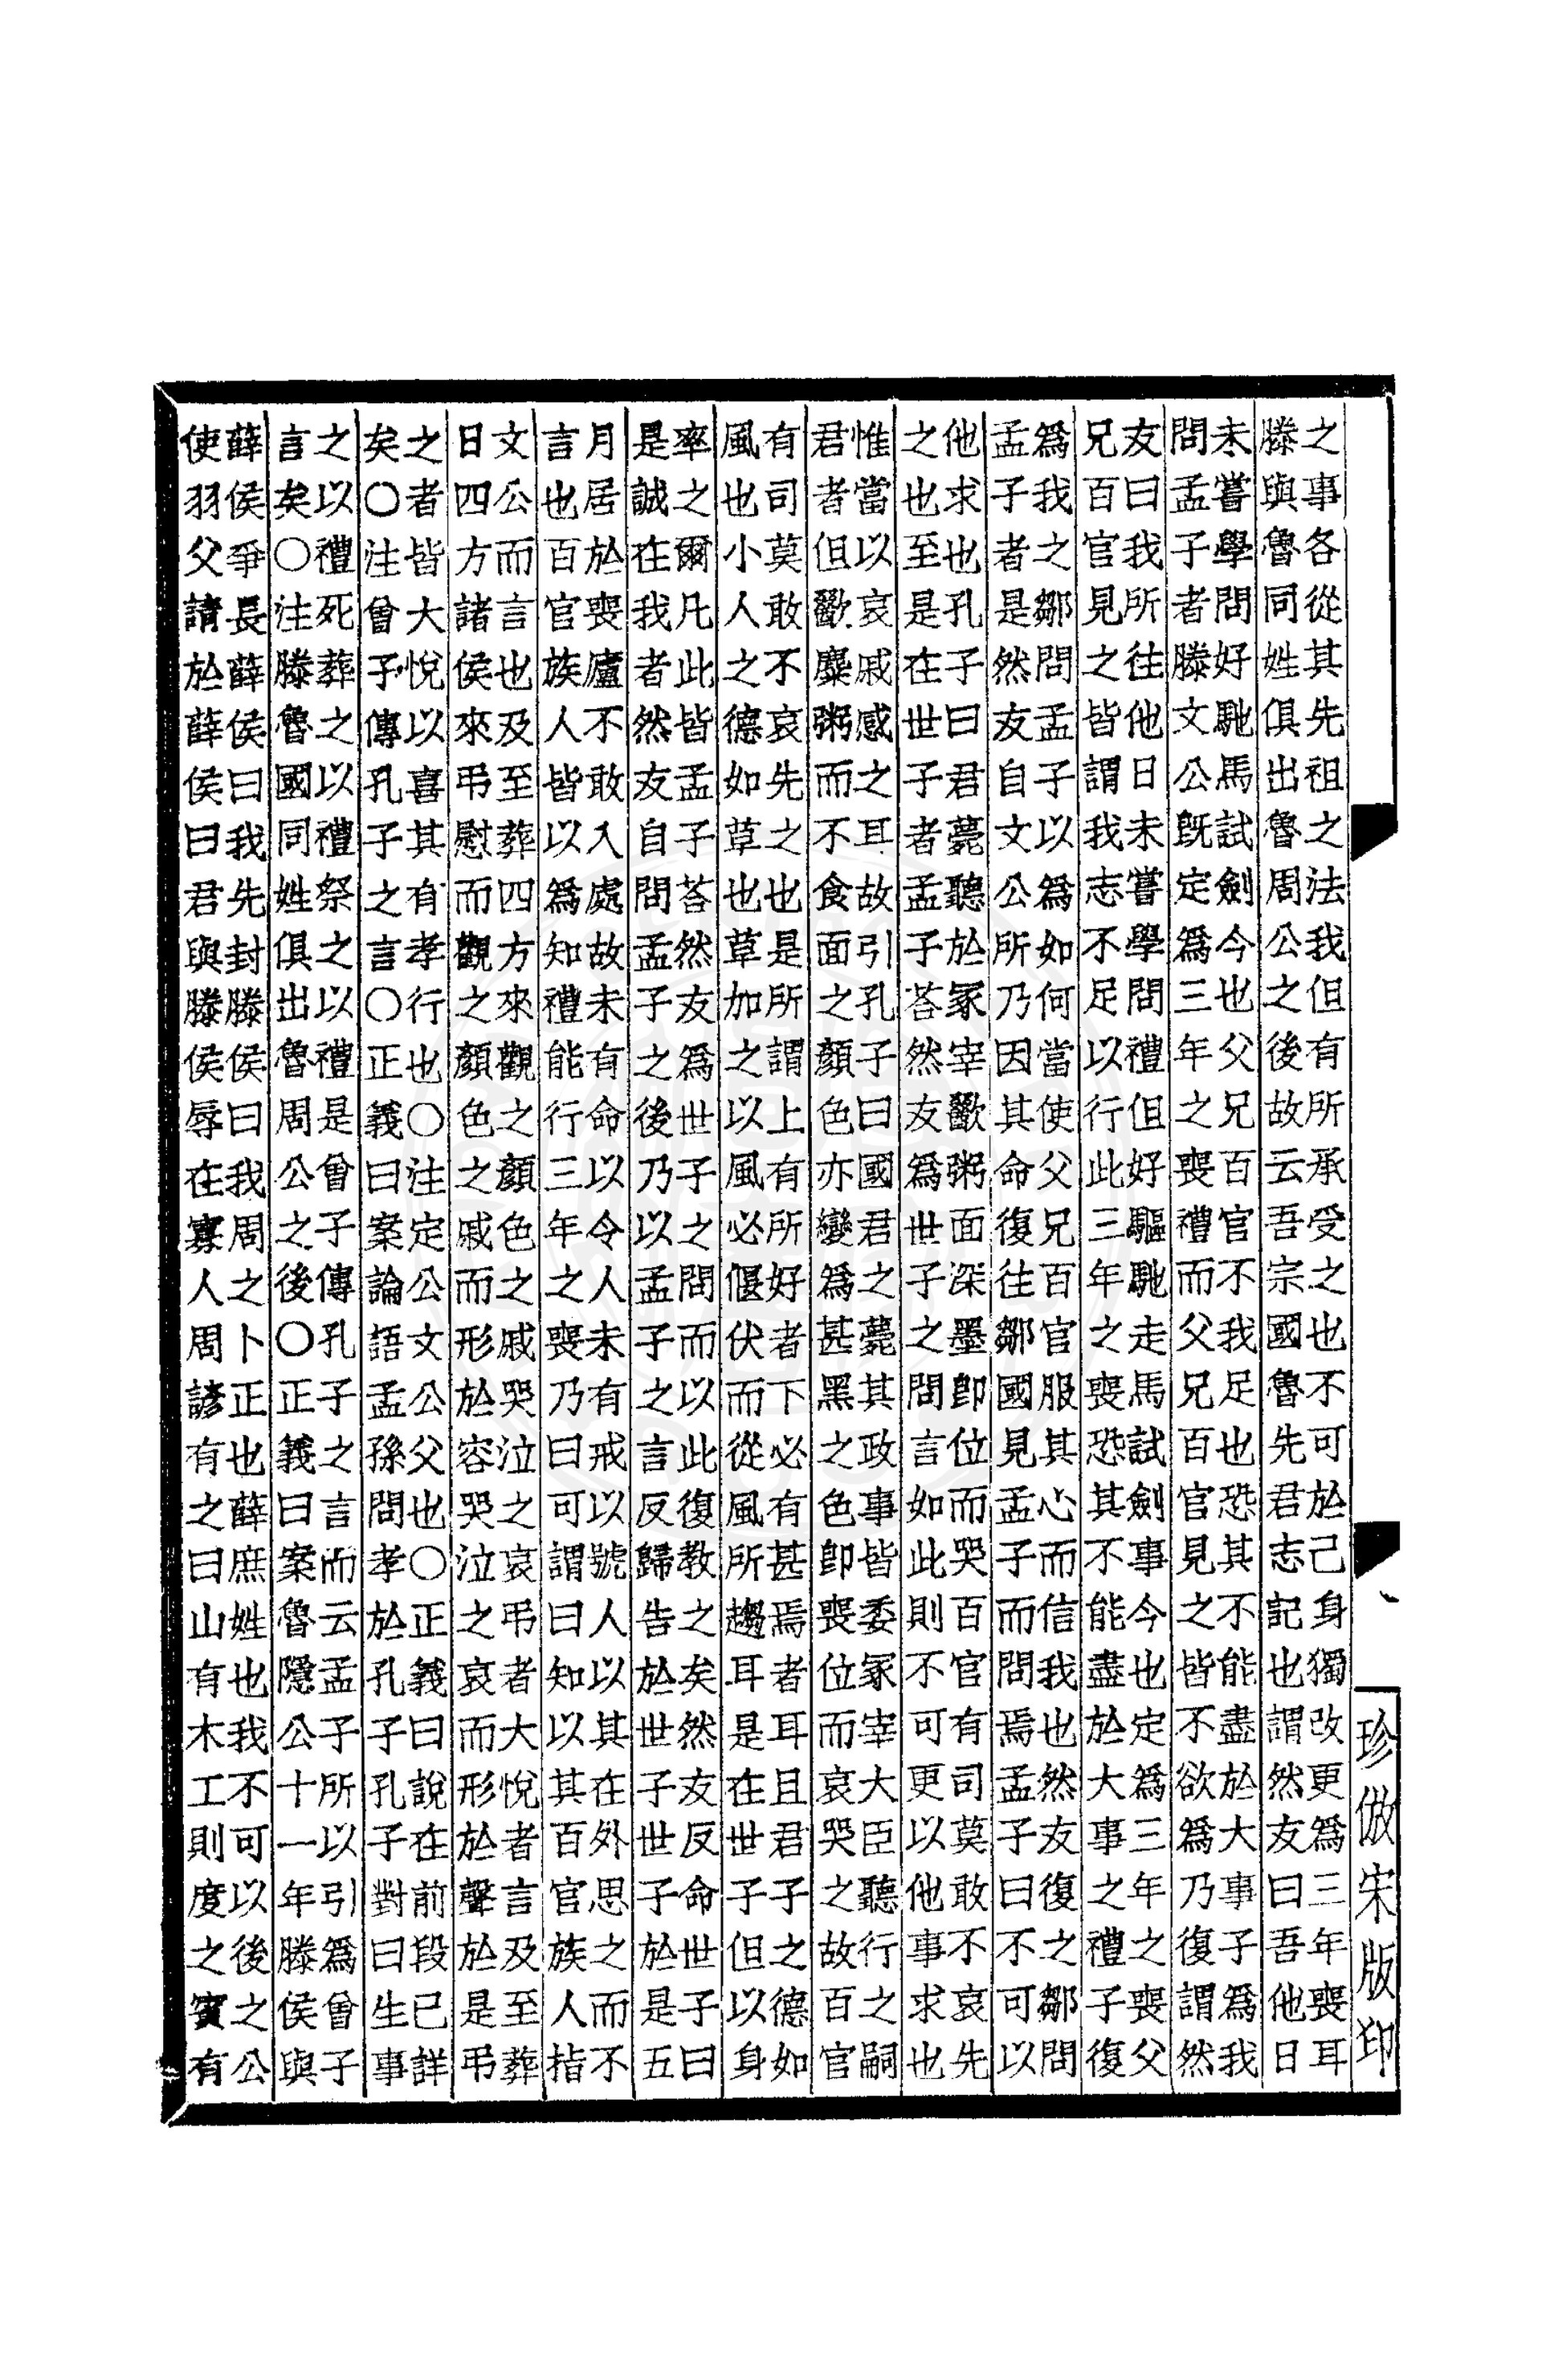 珍倣宋版印
之事各從其先祖之法我但有所承受之也不可於己身獨改更爲三年喪耳
滕與魯同姓俱出魯周公之後故云吾宗國魯先君志記也謂然友曰吾他日
未嘗學問好馳馬試劍今也父兄百官不我足也恐其不能盡於大事子爲我
問孟子者滕文公旣定爲三年之喪禮而父兄百官見之皆不欲爲乃復謂然
友曰我所往他日未嘗學問禮但好驅馳走馬試劍事今也定爲三年之喪父
兄百官見之皆謂我志不足以行此三年之喪恐其不能盡於大事之禮子復
爲我之鄒問孟子以爲如何當使父兄百官服其心而信我也然友復之鄒問
孟子者是然友自文公所乃因其命復往鄒國見孟子而問焉孟子曰不可以
他求也孔子曰君薨聽於冢宰歠粥面深墨卽位而哭百官有司莫敢不哀先
之也至是在世子者孟子荅然友爲世子之問言如此則不可更以他事求也
惟當以哀戚感之耳故引孔子曰國君之薨其政事皆委冢宰大臣聽行之嗣
君者但歠麋粥而不食面之顏色亦變爲甚黑之色卽喪位而哀哭之故百官
有司莫敢不哀先之也是所謂上有所好者下必有甚焉者耳且君子之德如
風也小人之德如草也草加之以風必偃伏而從風所趨耳是在世子但以身
率之爾凡此皆孟子荅然友爲世子之問而以此復教之矣然友反命世子曰
是誠在我者然友自問孟子之後乃以孟子之言反歸告於世子世子於是五
月居於喪廬不敢入處故未有命以令人未有戒以號人以其在外思之而不
言也百官族人皆以爲知禮能行三年之喪乃曰可謂曰知以其百官族人指
文公而言也及至葬四方來觀之顏色之戚哭泣之哀弔者大悅者言及至葬
日四方諸侯來弔慰而觀之顏色之戚而形於容哭泣之哀而形於聲於是弔
之者皆大悅以喜其有孝行也○注定公文公父也○正義曰說在前段已詳
矣○注曾子傳孔子之言○正義曰案論語孟孫問孝於孔子孔子對曰生事
之以禮死葬之以禮祭之以禮是曾子傳孔子之言而云孟子所以引爲曾子
言矣○注滕魯國同姓俱出魯周公之後○正義曰案魯隱公十一年滕侯與
薛侯爭長薛侯曰我先封滕侯曰我周之卜正也薛庶姓也我不可以後之公
使羽父請於薛侯曰君與滕侯辱在寡人周諺有之曰山有木工則度之賓有